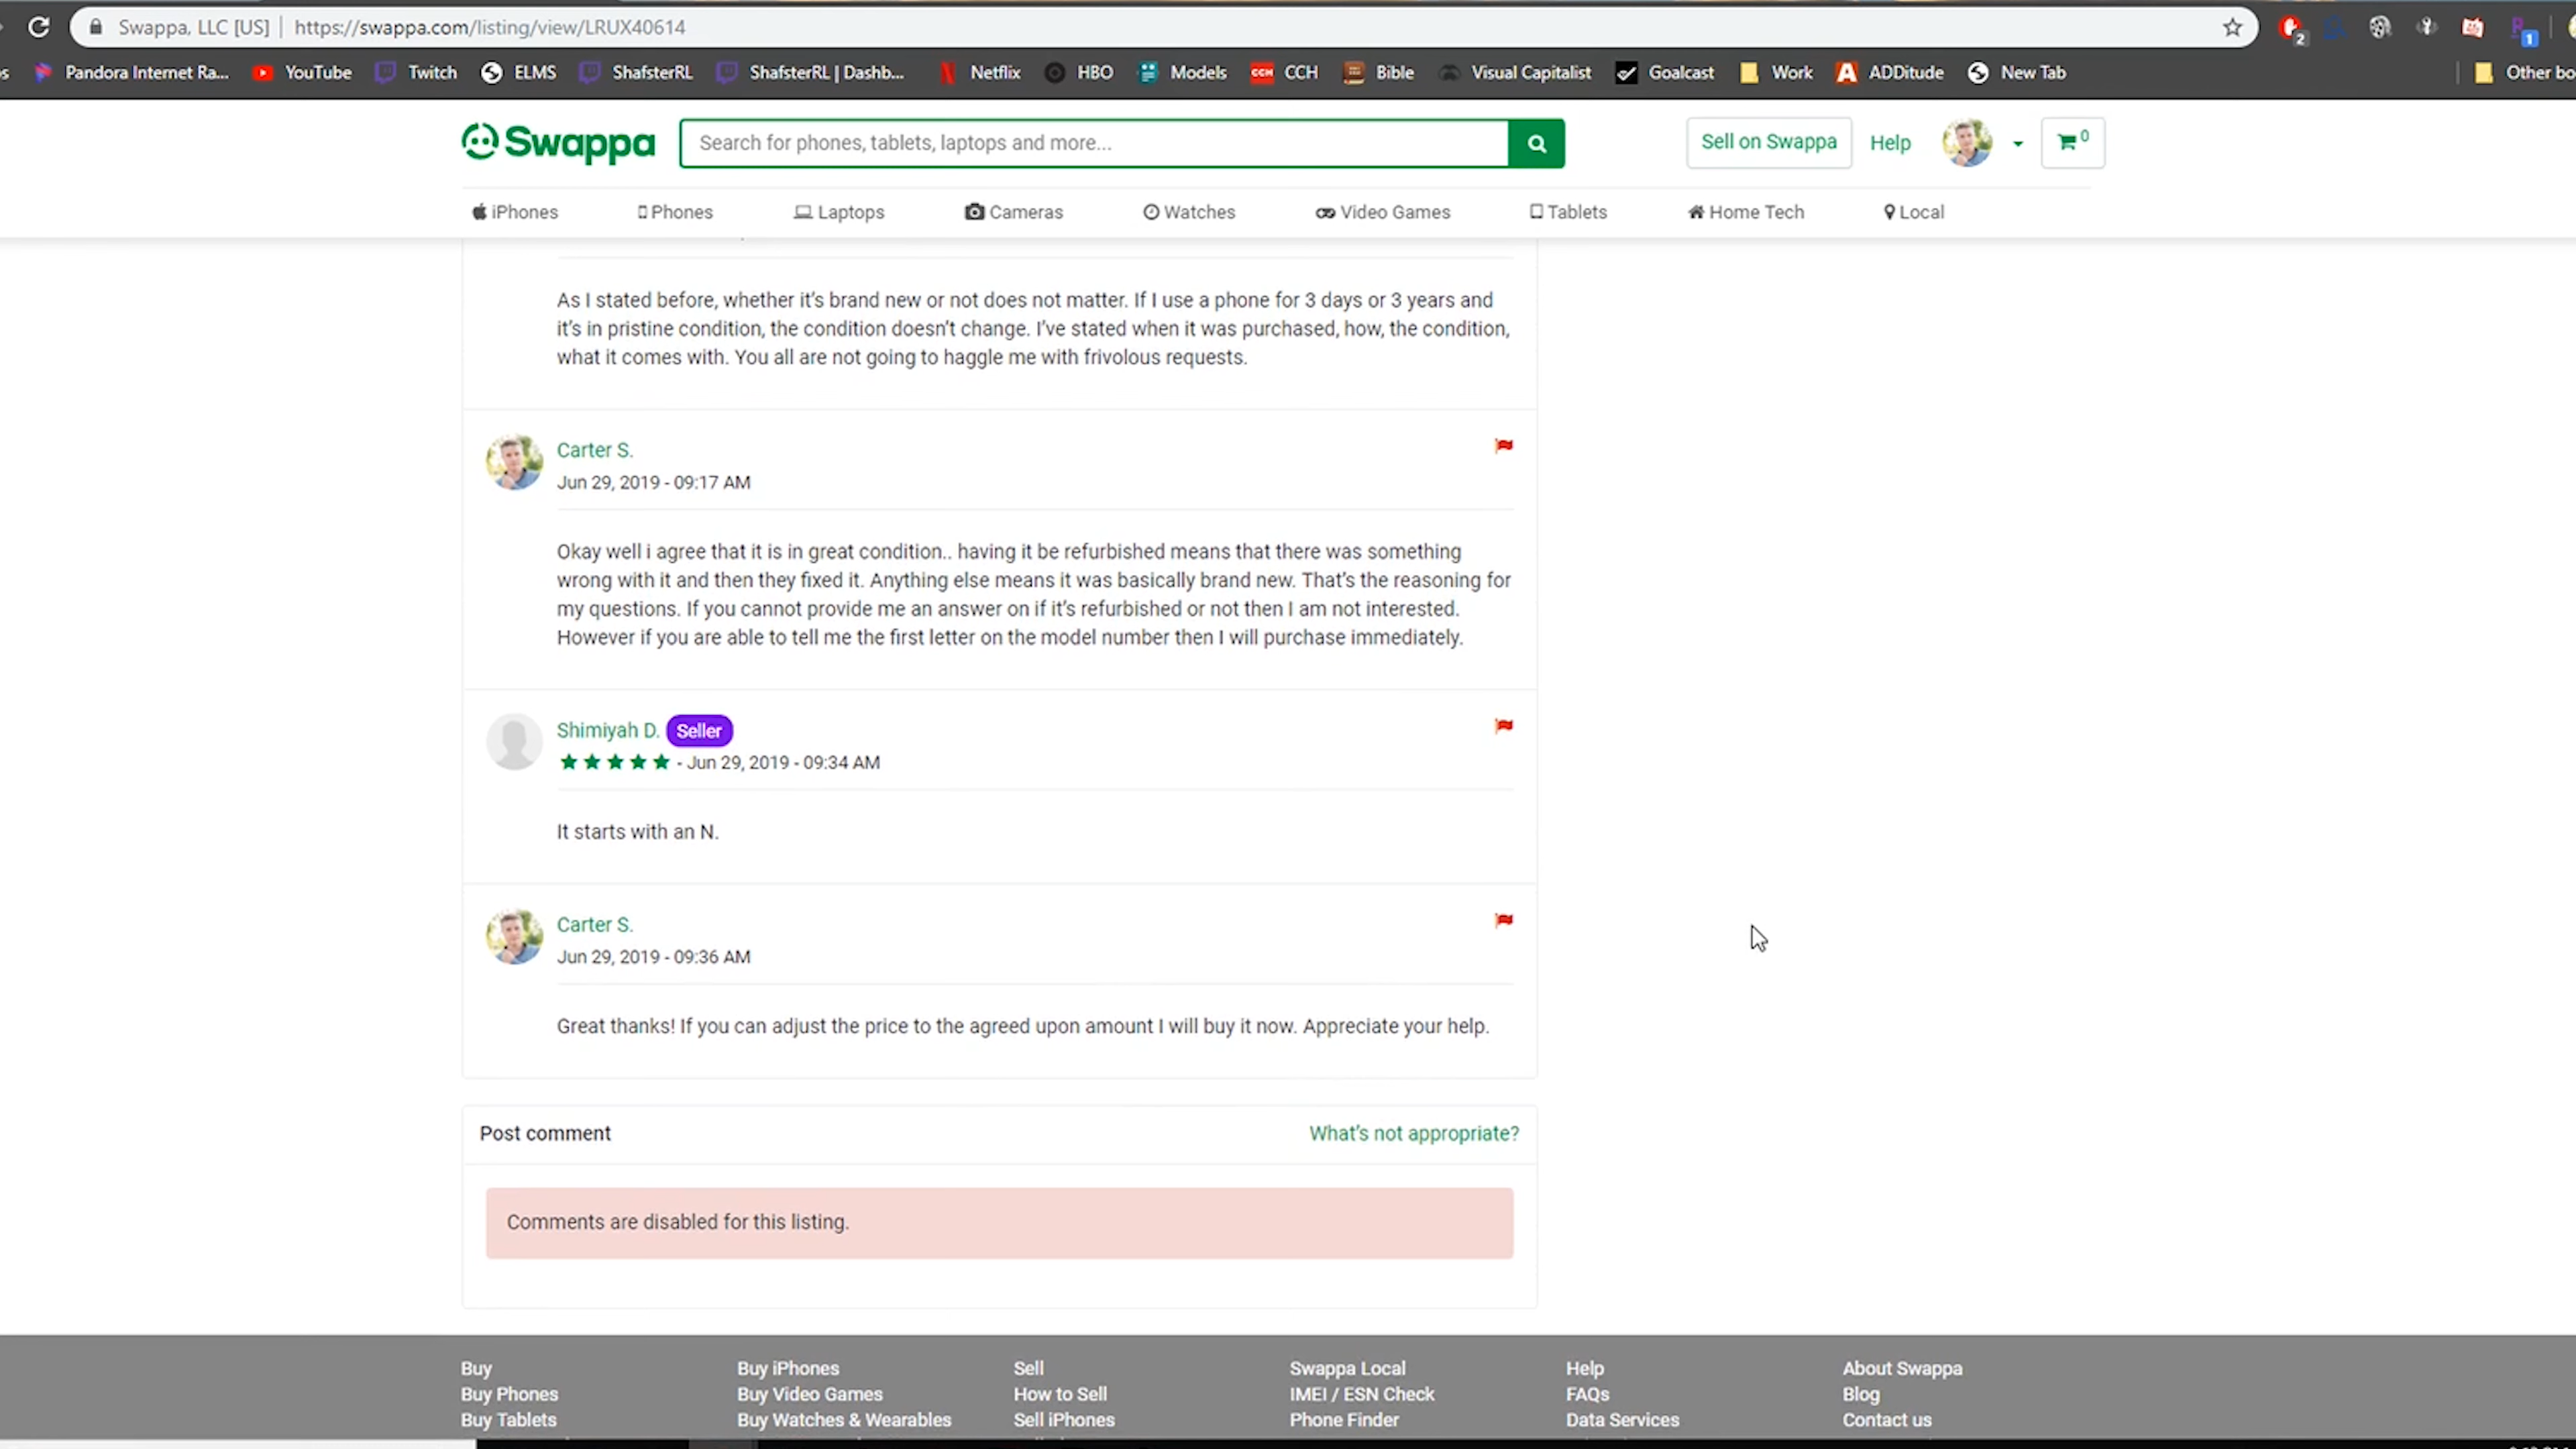 Swappa, LLC [US] | https://swappa.com/listing/view/LRUX40614
2
1
Pandora Internet Ra... YouTube Twitch ELMS ShafsterRL ShafsterRL | Dashb... Netflix HBO Models CCH Bible Visual Capitalist Goalcast Work ADDitude New Tab Other bo
Swappa Search for phones, tablets, laptops and more... Sell on Swappa Help 0
iPhones Phones Laptops Cameras Watches Video Games Tablets Home Tech Local
As I stated before, whether it's brand new or not does not matter. If I use a phone for 3 days or 3 years and
it's in pristine condition, the condition doesn't change. I've stated when it was purchased, how, the condition,
what it comes with. You all are not going to haggle me with frivolous requests.
Carter S.
Jun 29, 2019 - 09:17 AM
Okay well i agree that it is in great condition.. having it be refurbished means that there was something
wrong with it and then they fixed it. Anything else means it was basically brand new. That's the reasoning for
my questions. If you cannot provide me an answer on if it's refurbished or not then I am not interested.
However if you are able to tell me the first letter on the model number then I will purchase immediately.
Shimiyah D. Seller
- Jun 29, 2019 - 09:34 AM
It starts with an N.
Carter S.
Jun 29, 2019 - 09:36 AM
Great thanks! If you can adjust the price to the agreed upon amount I will buy it now. Appreciate your help.
Post comment What's not appropriate?
Comments are disabled for this listing.
Buy Buy iPhones Sell Swappa Local Help About Swappa
Buy Phones Buy Video Games How to Sell IMEI / ESN Check FAQs Blog
Buy Tablets Buy Watches & Wearables Sell iPhones Phone Finder Data Services Contact us